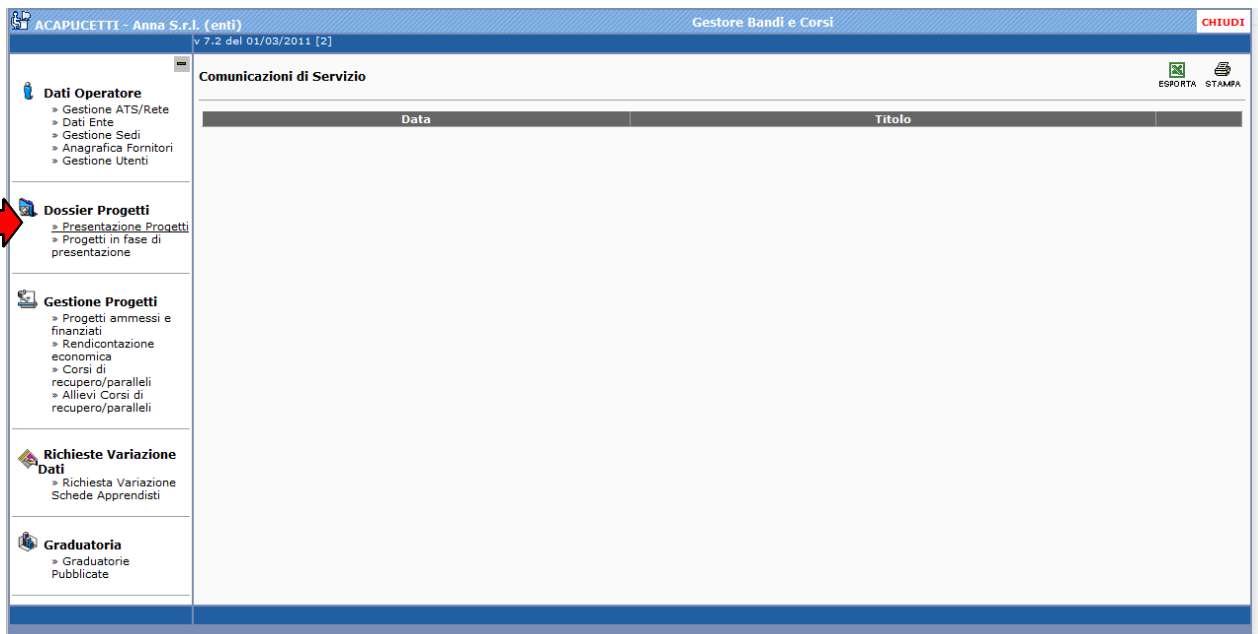 ACAPUCETTI - Anna S.r.l. (enti)
Gestore Bandi e Corsi
CHIUDI
v 7.2 del 01/03/2011 [2]
Dati Operatore
» Gestione ATS/Rete
» Dati Ente
» Gestione Sedi
» Anagrafica Fornitori
» Gestione Utenti
Dossier Progetti
» Presentazione Progetti
» Progetti in fase di
presentazione
Gestione Progetti
» Progetti ammessi e
finanziati
» Rendicontazione
economica
» Corsi di
recupero/paralleli
» Allievi Corsi di
recupero/paralleli
Richieste Variazione
Dati
» Richiesta Variazione
Schede Apprendisti
Graduatoria
» Graduatorie
Pubblicate
Comunicazioni di Servizio
ESPORTA STAMPA
Data Titolo